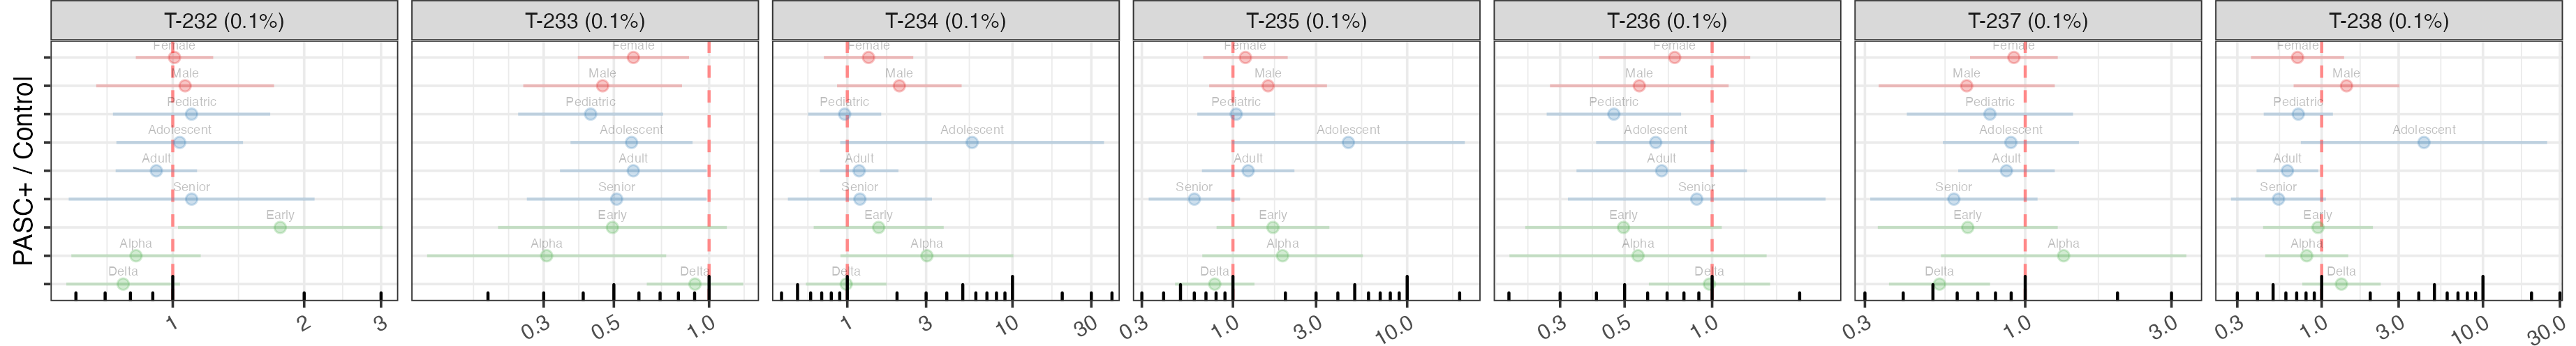 PASC+ / Control
T-232 (0.1%)
Female
Male
Pediatric
Adolescent
Adult
Senior
Early
Alpha
Delta
1
2
3
T-233 (0.1%)
Female
Male
Pediatric
Adolescent
Adult
Senior
Early
Alpha
Delta
0.3
0.5
1.0
T-234 (0.1%)
Female
Male
Pediatric
Adolescent
Adult
Senior
Early
Alpha
Delta
1
3
10
30
T-235 (0.1%)
Female
Male
Pediatric
Adolescent
Adult
Senior
Early
Alpha
Delta
0.3
1.0
3.0
10.0
T-236 (0.1%)
Female
Male
Pediatric
Adolescent
Adult
Senior
Early
Alpha
Delta
0.3
0.5
1.0
T-237 (0.1%)
Female
Male
Pediatric
Adolescent
Adult
Senior
Early
Alpha
Delta
0.3
1.0
3.0
T-238 (0.1%)
Female
Male
Pediatric
Adolescent
Adult
Senior
Early
Alpha
Delta
0.3
1.0
3.0
10.0
30.0